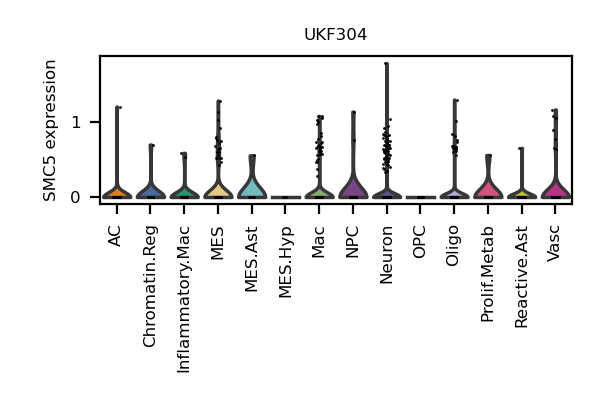 UKF304
SMC5 expression
1
0
AC
Chromatin.Reg
Inflammatory.Mac
MES
MES.Ast
MES.Hyp
Mac
NPC
Neuron
OPC
Oligo
Prolif.Metab
Reactive.Ast
Vasc